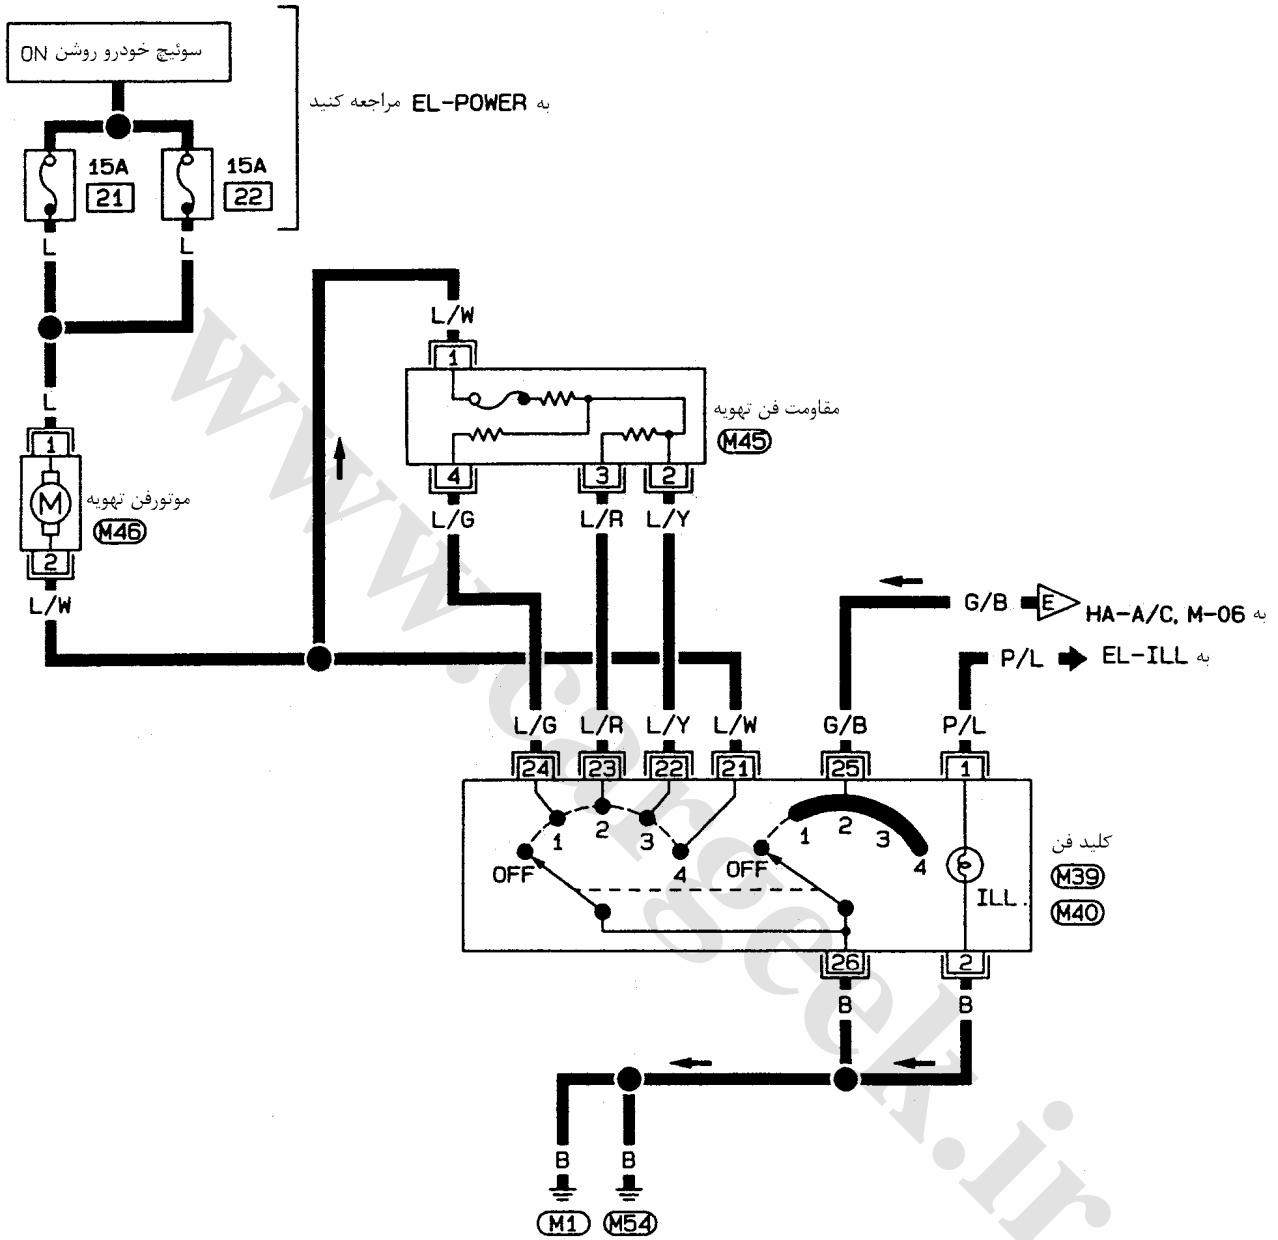 سوئیچ خودرو روشن ON
به EL-POWER مراجعه کنید
15A
21
15A
22
L
L
L/W
L
1
1
مقاومت فن تهویه
M45
موتورفن تهویه
M46
M
2
4
3
2
L/G
L/R
L/Y
L/W
G/B
E
به HA-A/C, M-06
P/L
به EL-ILL
L/G
L/R
L/Y
L/W
G/B
P/L
24
23
22
21
25
1
OFF
1
2
3
4
OFF
1
2
3
4
ILL.
کلید فن
M39
M40
26
2
B
B
B
B
M1
M54
www.cargeek.ir